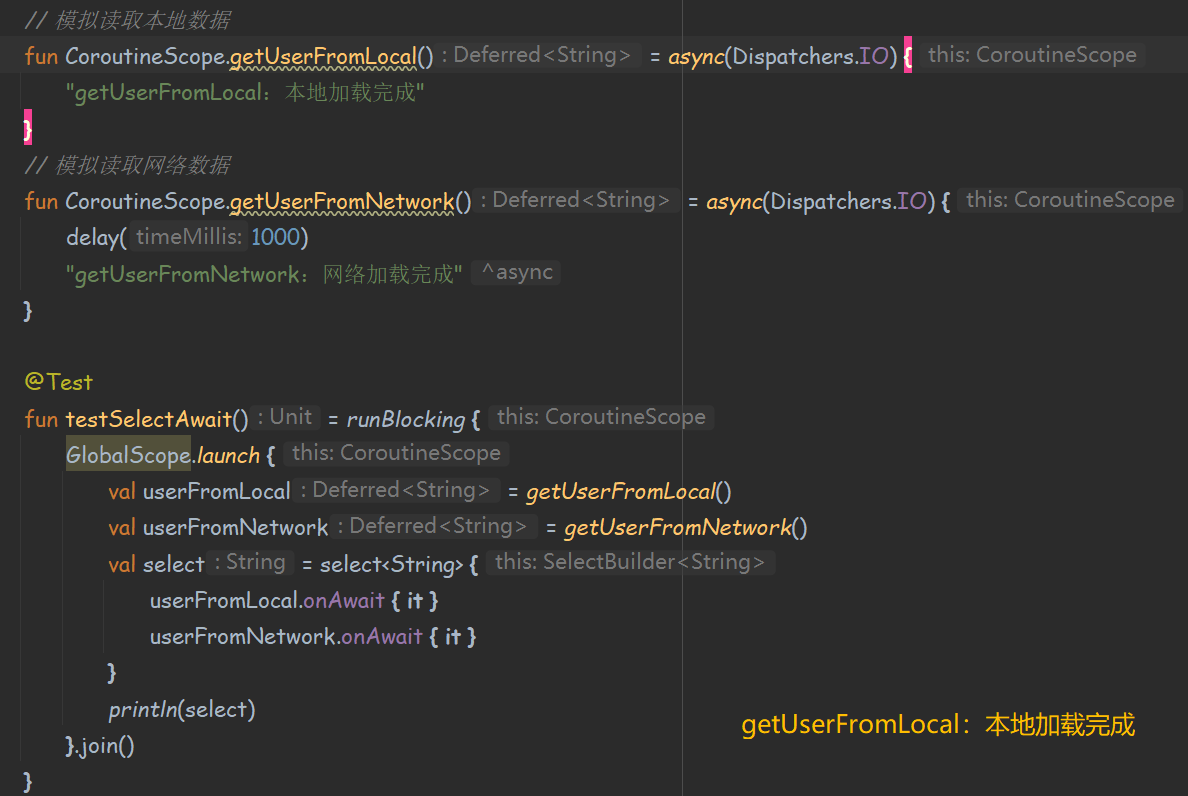 // 模拟读取本地数据
fun CoroutineScope.getUserFromLocal() : Deferred<String> = async(Dispatchers.IO) { this: CoroutineScope
    "getUserFromLocal：本地加载完成"
}
// 模拟读取网络数据
fun CoroutineScope.getUserFromNetwork() : Deferred<String> = async(Dispatchers.IO) { this: CoroutineScope
    delay( timeMillis: 1000)
    "getUserFromNetwork：网络加载完成" ^async
}
@Test
fun testSelectAwait() : Unit = runBlocking { this: CoroutineScope
    GlobalScope.launch { this: CoroutineScope
        val userFromLocal : Deferred<String> = getUserFromLocal()
        val userFromNetwork : Deferred<String> = getUserFromNetwork()
        val select : String = select<String> { this: SelectBuilder<String>
            userFromLocal.onAwait { it }
            userFromNetwork.onAwait { it }
        }
        println(select)
getUserFromLocal：本地加载完成
    }.join()
}